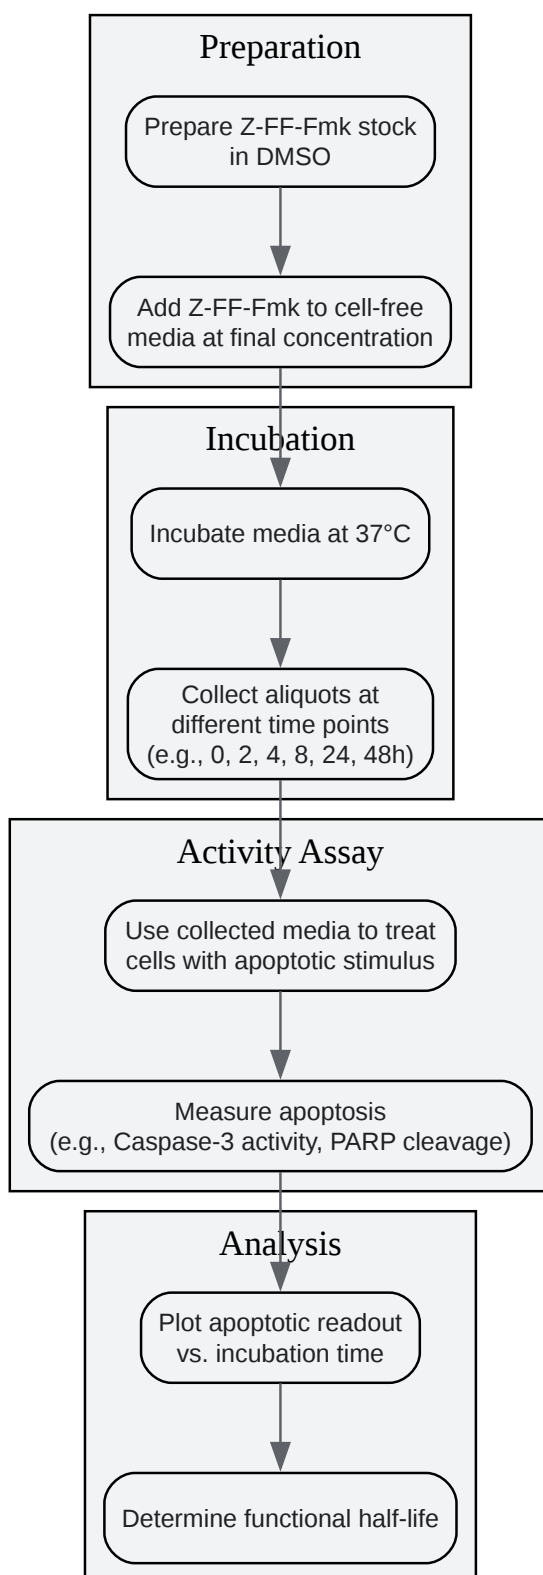 Preparation
Prepare Z-FF-Fmk stock
in DMSO
Add Z-FF-Fmk to cell-free
media at final concentration
Incubation
Incubate media at 37°C
Collect aliquots at
different time points
(e.g., 0, 2, 4, 8, 24, 48h)
Activity Assay
Use collected media to treat
cells with apoptotic stimulus
Measure apoptosis
(e.g., Caspase-3 activity, PARP cleavage)
Analysis
Plot apoptotic readout
vs. incubation time
Determine functional half-life